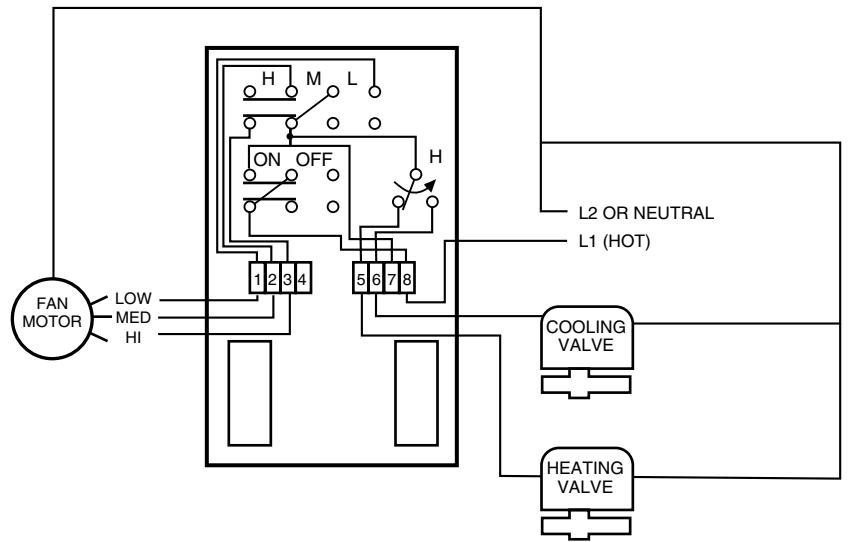 H M L
ON OFF
H
L2 OR NEUTRAL
L1 (HOT)
1 2 3 4
5 6 7 8
FAN
MOTOR
LOW
MED
HI
COOLING
VALVE
HEATING
VALVE